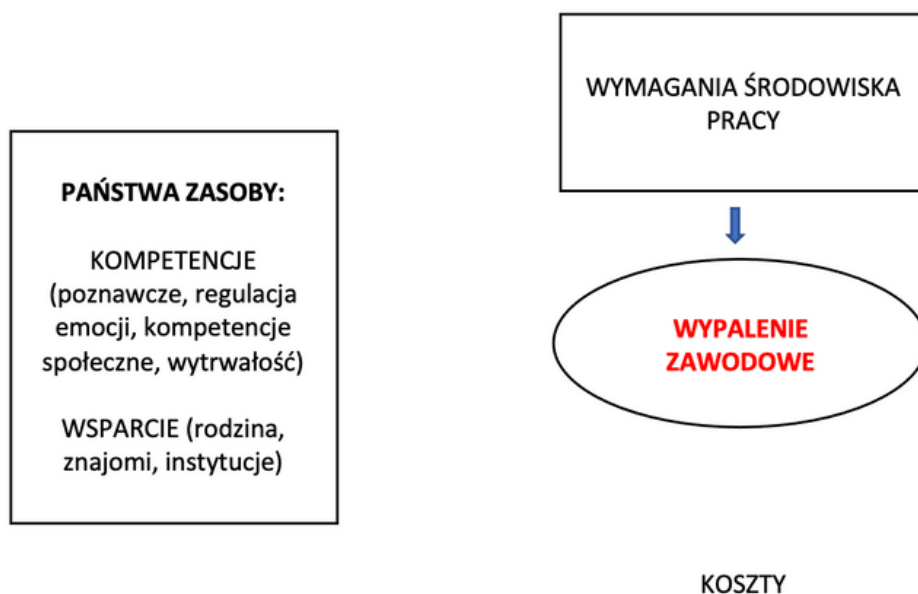 WYMAGANIA ŚRODOWISKA
PRACY
PAŃSTWA ZASOBY:
KOMPETENCJE
(poznawcze, regulacja
emocji, kompetencje
społeczne, wytrwałość)
WSPARCIE (rodzina,
znajomi, instytucje)
WYPALENIE
ZAWODOWE
KOSZTY